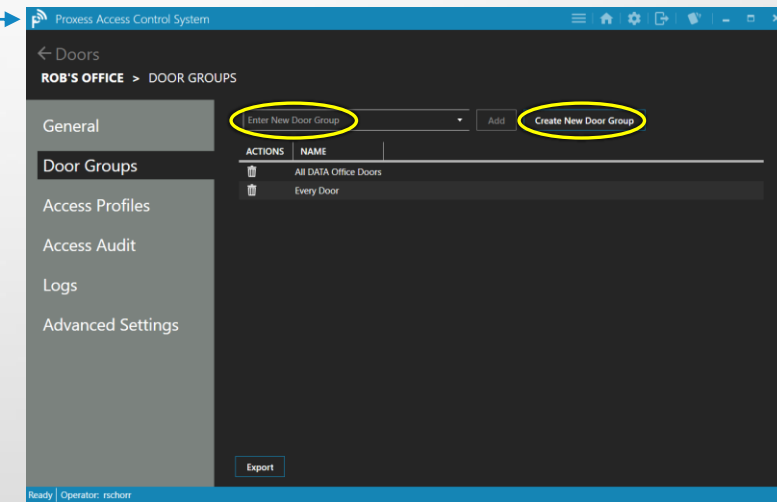 Proxess Access Control System
Doors
ROB'S OFFICE > DOOR GROUPS
General
Door Groups
Access Profiles
Access Audit
Logs
Advanced Settings
Enter New Door Group
Add
Create New Door Group
ACTIONS NAME
All DATA Office Doors
Every Door
Export
Ready Operator: rschorr